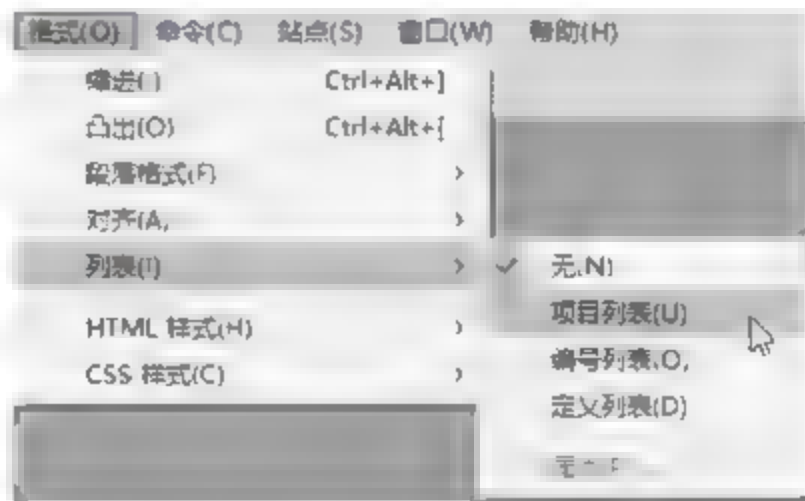 格式(O) 命令(C) 站点(S) 窗口(W) 帮助(H)
缩进(I) Ctrl+Alt+]
凸出(O) Ctrl+Alt+[
段落格式(F)
对齐(A)
列表(I)
HTML 样式(H)
CSS 样式(C)
无(N)
项目列表(U)
编号列表(O)
定义列表(D)